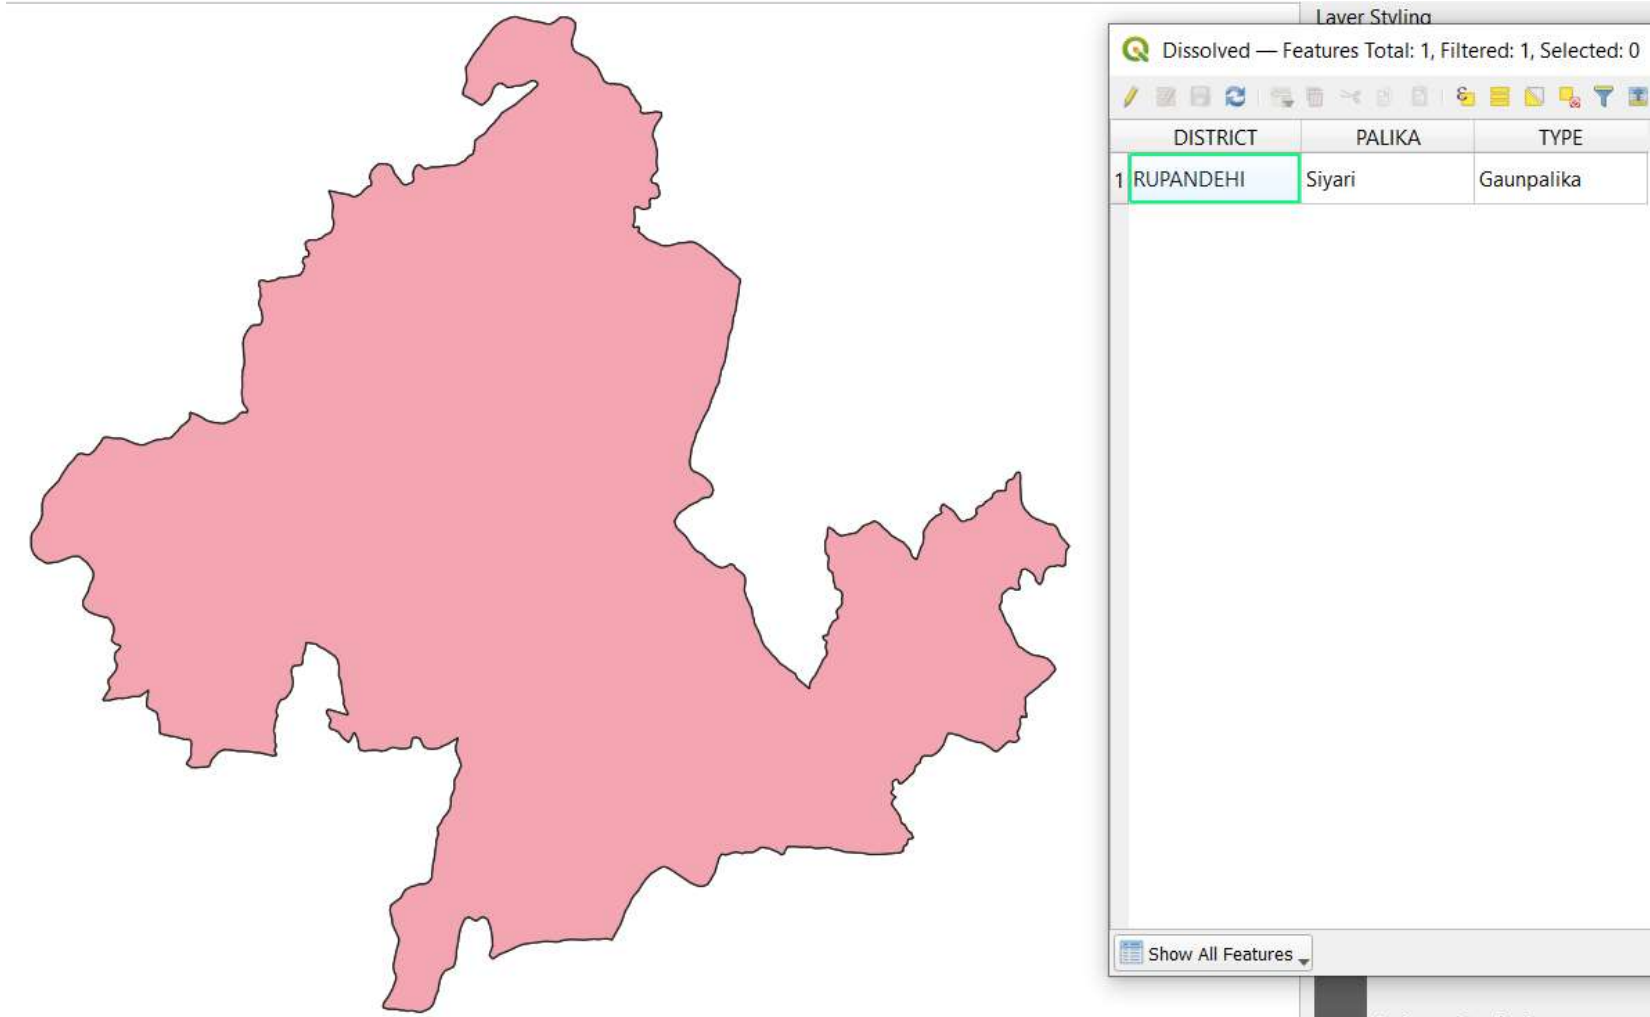 Layer Styling
Dissolved — Features Total: 1, Filtered: 1, Selected: 0
DISTRICT PALIKA TYPE
1 RUPANDEHI Siyari Gaunpalika
Show All Features